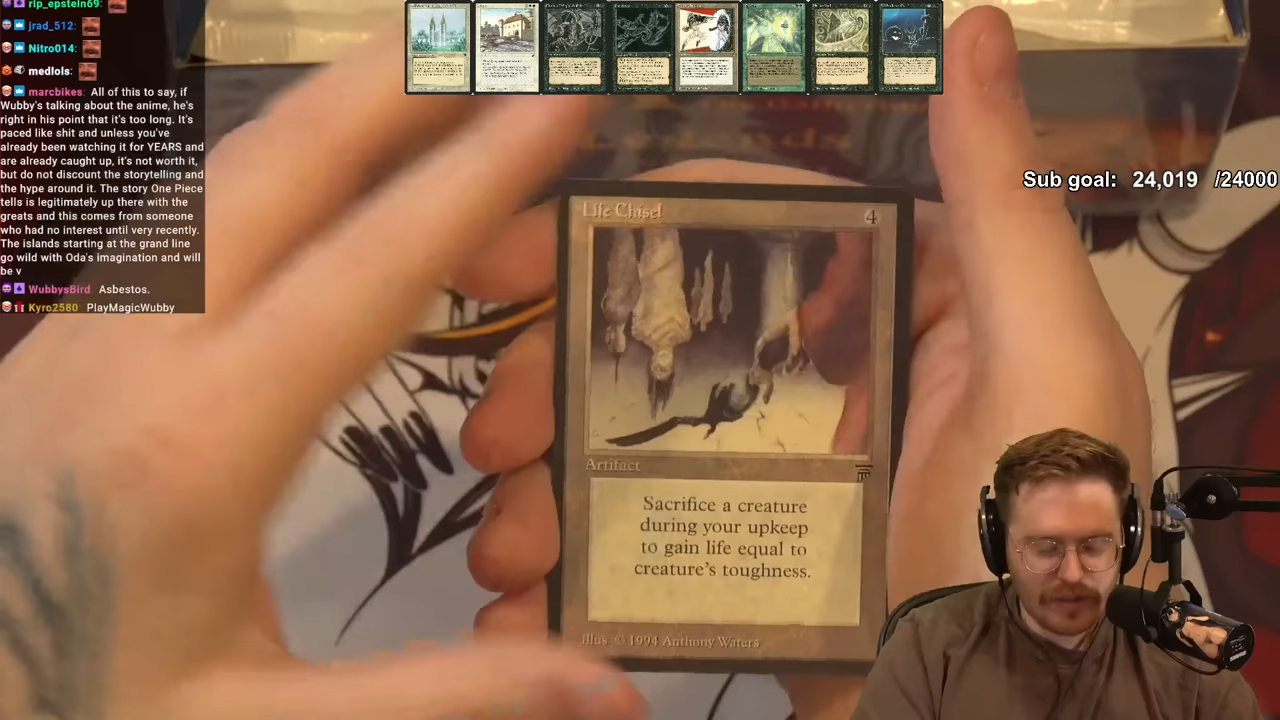 rip_epstein69:
jrad_512:
Nitro014:
medlols:
marcbikes: All of this to say, if
Wubby's talking about the anime, he's
right in his point that it's too long. It's
paced like shit and unless you've
already been watching it for YEARS and
are already caught up, it's not worth it,
but do not discount the storytelling and
the hype around it. The story One Piece
tells is legitimately up there with the
greats and this comes from someone
who had no interest until very recently.
The islands starting at the grand line
go wild with Oda's imagination and will
be v
WubbysBird: Asbestos.
Kyro2580: PlayMagicWubby
Sub goal: 24,019 /24000
Life Chisel
4
Artifact
Sacrifice a creature
during your upkeep
to gain life equal to
creature's toughness.
Illus. © 1994 Anthony Waters